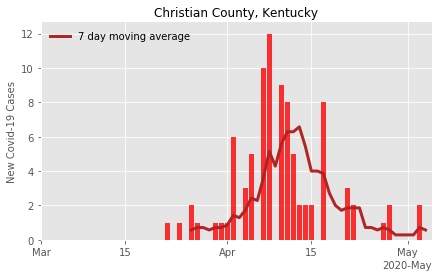 Christian County, Kentucky
7 day moving average
New Covid-19 Cases
12
10
8
6
4
2
0
Mar
15
Apr
15
May
2020-May